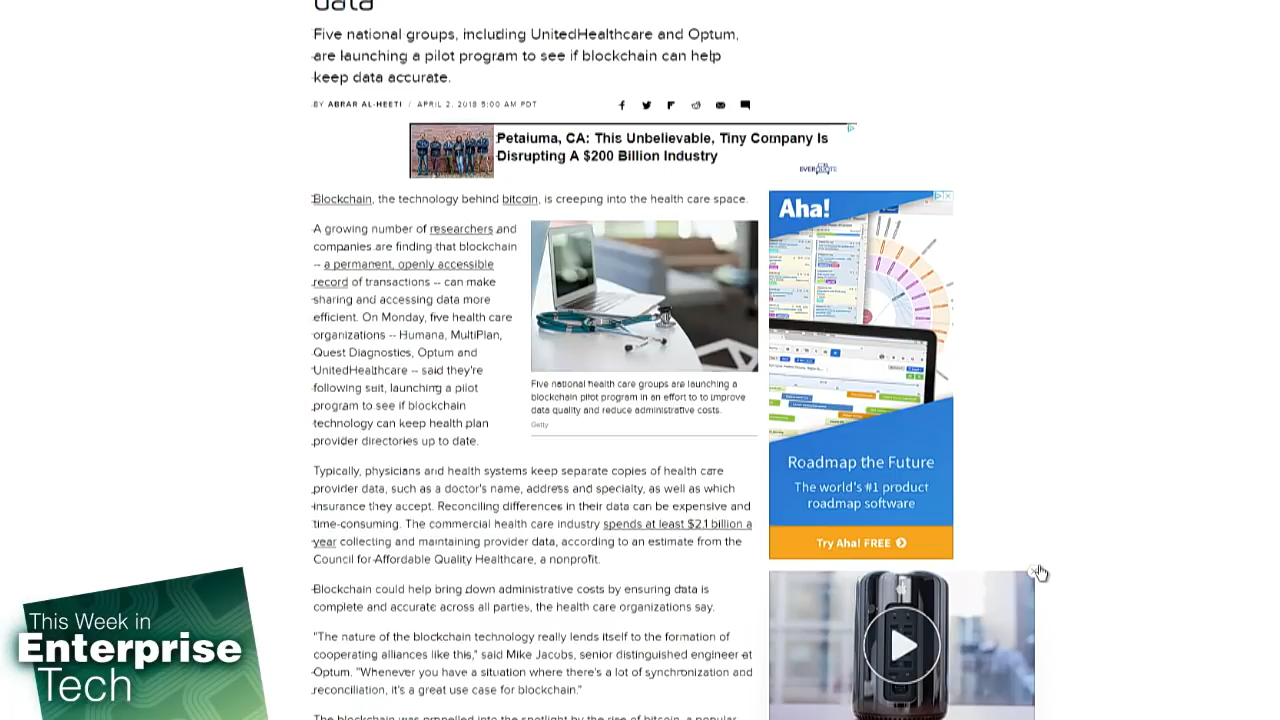 data
Five national groups, including UnitedHealthcare and Optum,
are launching a pilot program to see if blockchain can help
keep data accurate.
BY ABRAR AL-HEETI / APRIL 2, 2018 5:00 AM PDT
Petaluma, CA: This Unbelievable, Tiny Company Is
Disrupting A $200 Billion Industry
EVERQUOTE
Blockchain, the technology behind bitcoin, is creeping into the health care space.
A growing number of researchers and
companies are finding that blockchain
-- a permanent, openly accessible
record of transactions -- can make
sharing and accessing data more
efficient. On Monday, five health care
organizations -- Humana, MultiPlan,
Quest Diagnostics, Optum and
UnitedHealthcare -- said they're
following suit, launching a pilot
program to see if blockchain
technology can keep health plan
provider directories up to date.
Five national health care groups are launching a
blockchain pilot program in an effort to to improve
data quality and reduce administrative costs.
Getty
Typically, physicians and health systems keep separate copies of health care
provider data, such as a doctor's name, address and specialty, as well as which
insurance they accept. Reconciling differences in their data can be expensive and
time-consuming. The commercial health care industry spends at least $2.1 billion a
year collecting and maintaining provider data, according to an estimate from the
Council for Affordable Quality Healthcare, a nonprofit.
Blockchain could help bring down administrative costs by ensuring data is
complete and accurate across all parties, the health care organizations say.
"The nature of the blockchain technology really lends itself to the formation of
cooperating alliances like this," said Mike Jacobs, senior distinguished engineer at
Optum. "Whenever you have a situation where there's a lot of synchronization and
reconciliation, it's a great use case for blockchain."
The blockchain was propelled into the spotlight by the rise of bitcoin, a popular
Aha!
Roadmap the Future
The world's #1 product
roadmap software
Try Aha! FREE
This Week in
Enterprise
Tech